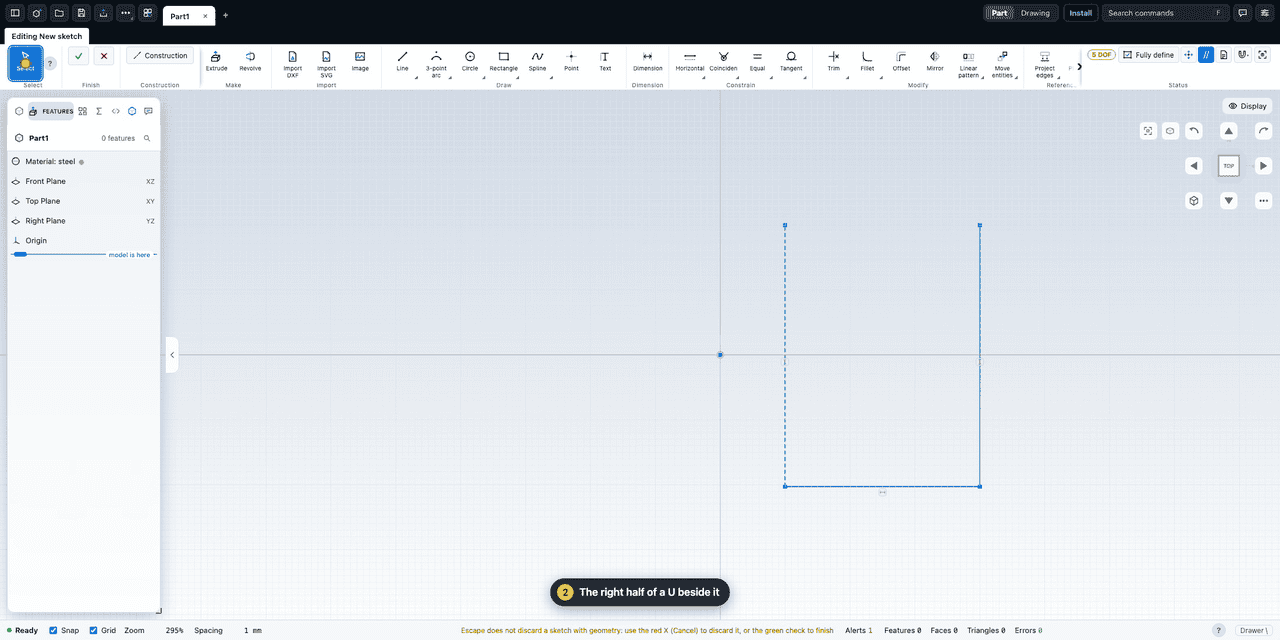 Part1 × +
Part Drawing Install Search commands F
Editing New sketch
Select ? Construction Extrude Revolve Import DXF Import SVG Image Line 3-point arc Circle Rectangle Spline Point Text Dimension Horizontal Coinciden Equal Tangent Trim Fillet Offset Mirror Linear pattern Move entities Project edges 5 DOF Fully define
Select Finish Construction Make Import Draw Dimension Constrain Modify Referenc... Status
FEATURES
Display
Part1 0 features
Material: steel
Front Plane XZ
TOP
Top Plane XY
Right Plane YZ
Origin
model is here
2 The right half of a U beside it
Ready Snap Grid Zoom 295% Spacing 1 mm Escape does not discard a sketch with geometry: use the red X (Cancel) to discard it, or the green check to finish Alerts 1 Features 0 Faces 0 Triangles 0 Errors 0 ? Drawer \